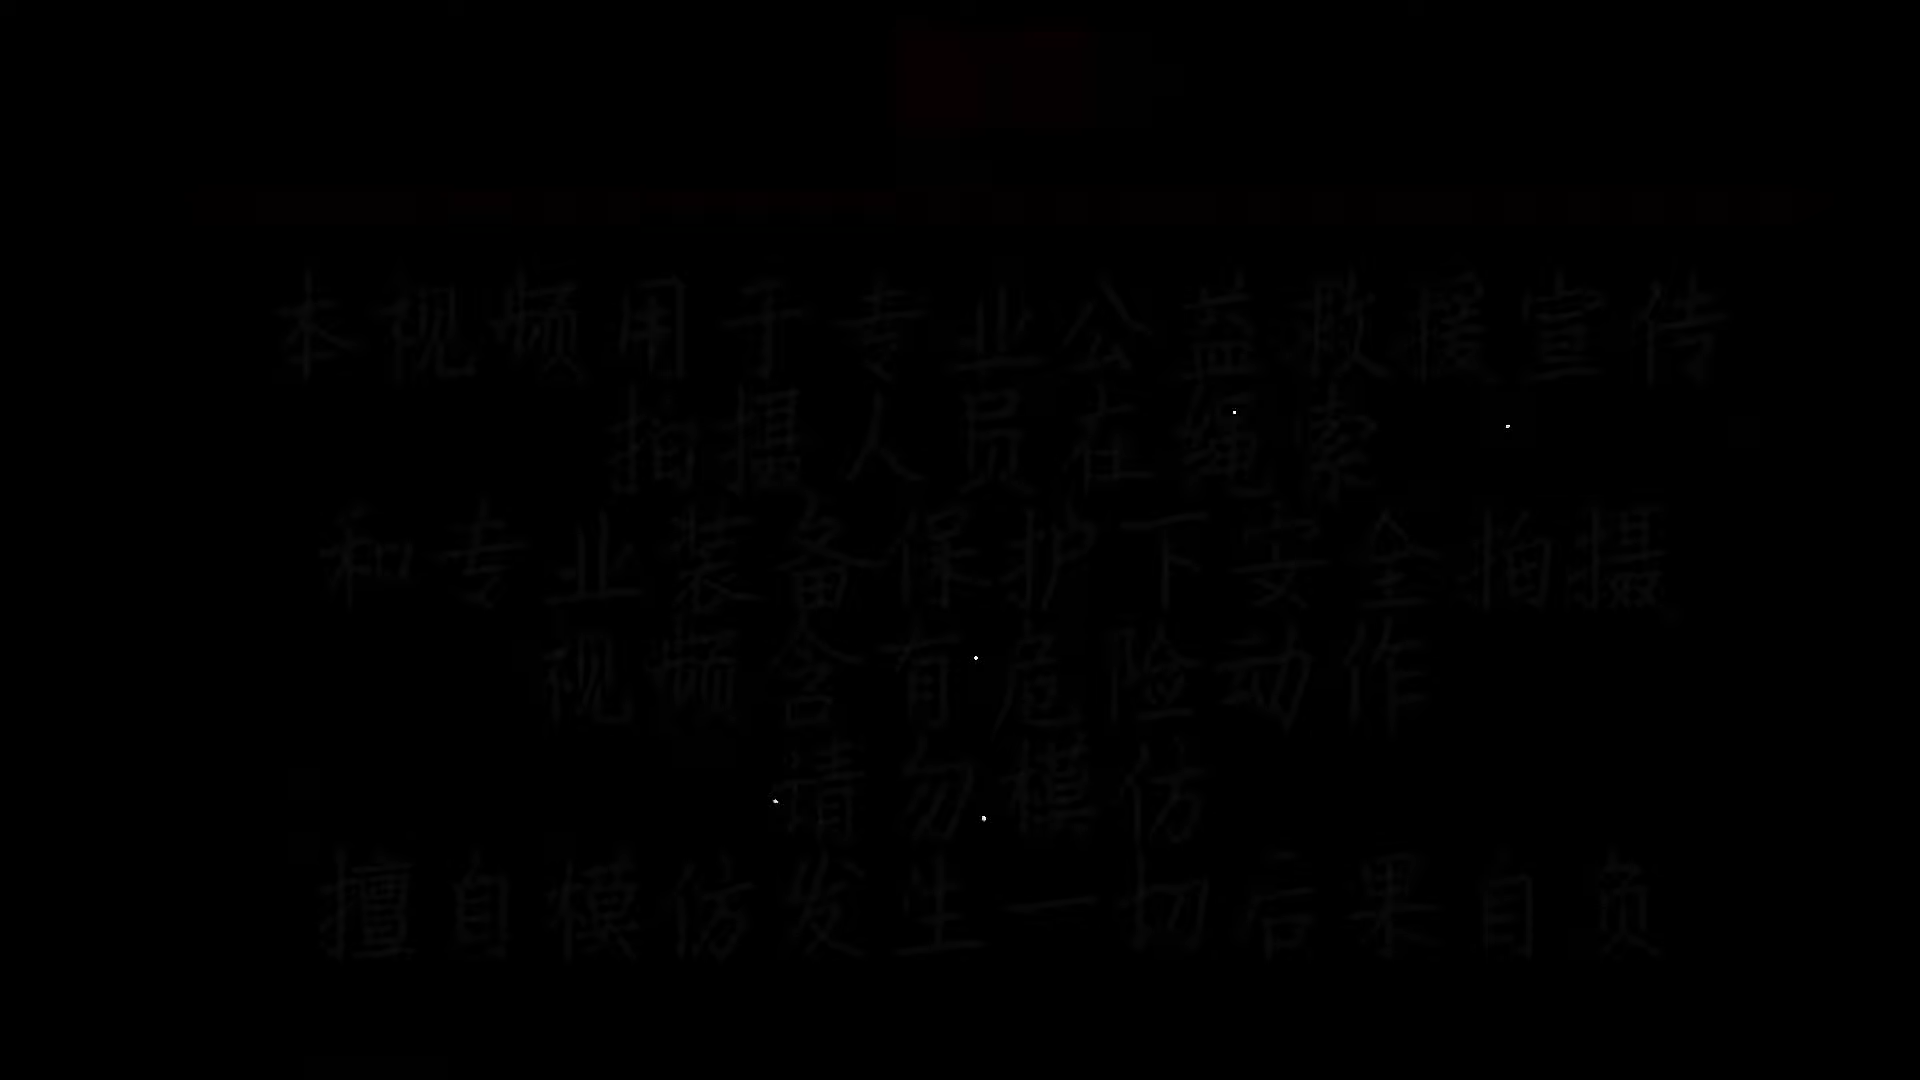 本视频用于专业公益救援宣传
拍摄人员在绳索
和专业装备保护下安全拍摄
视频含有危险动作
请勿模仿
擅自模仿发生一切后果自负